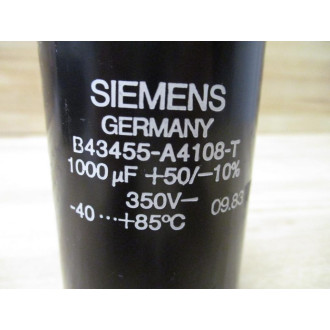 SIEMENS
GERMANY
B43455-A4108-T
1000 µF +50/-10%
350V- 09.83
-40...+85°C